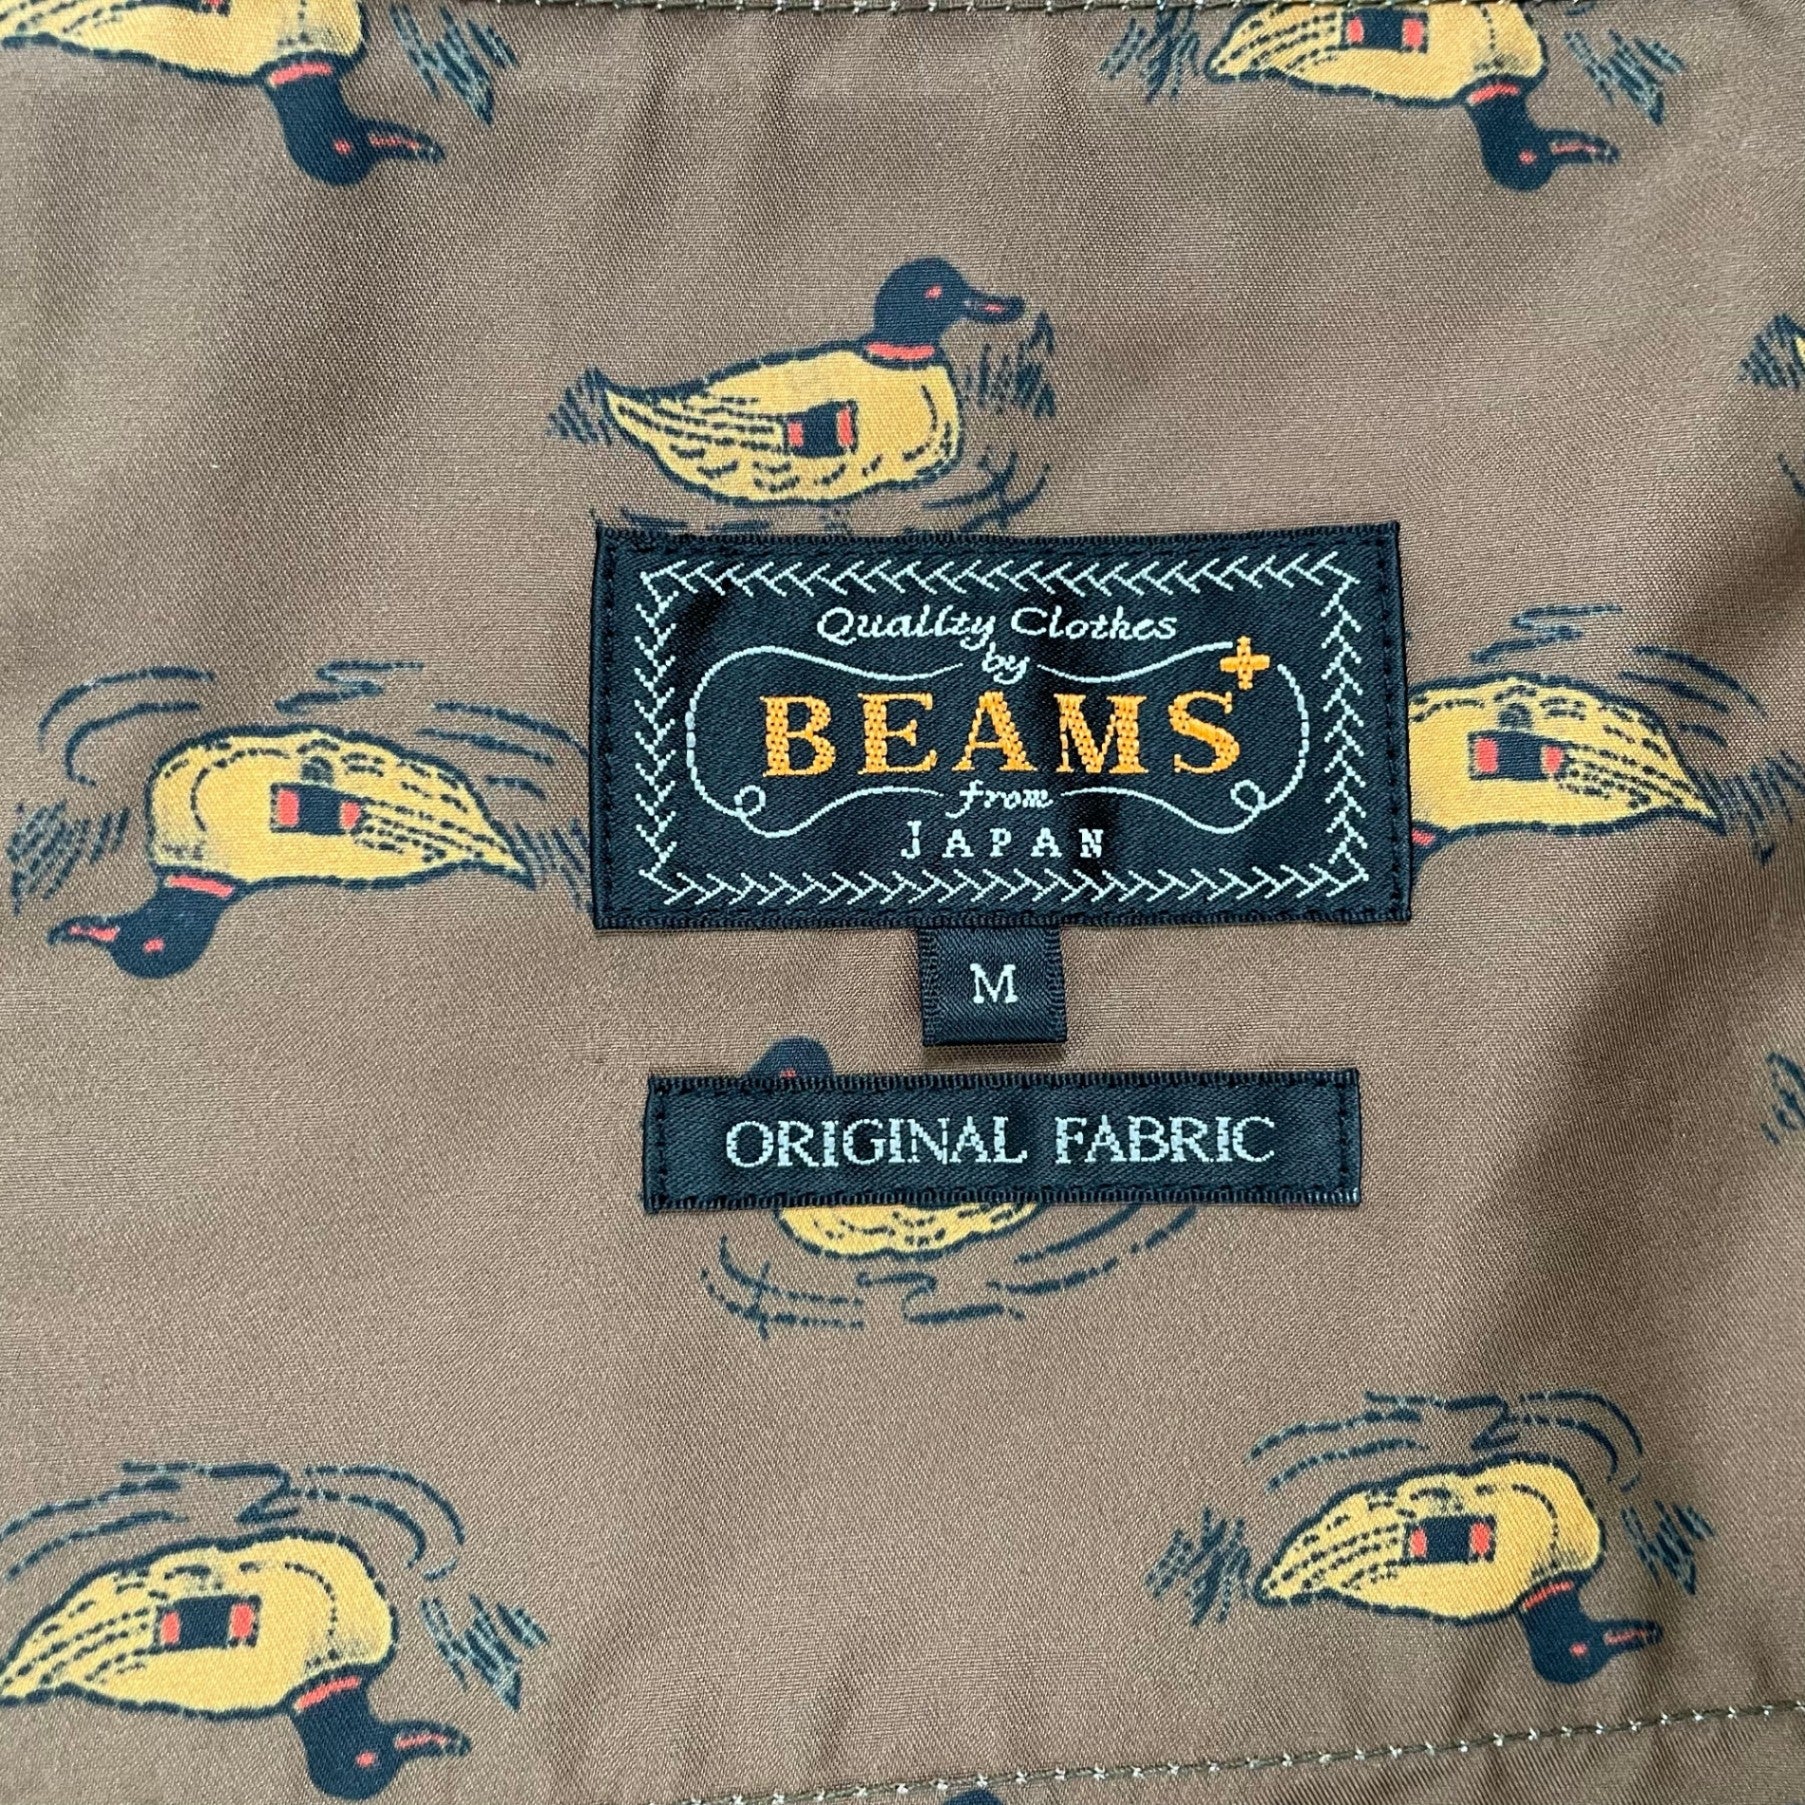 Quality Clothes
by
BEAMS+
from
JAPAN
M
ORIGINAL FABRIC